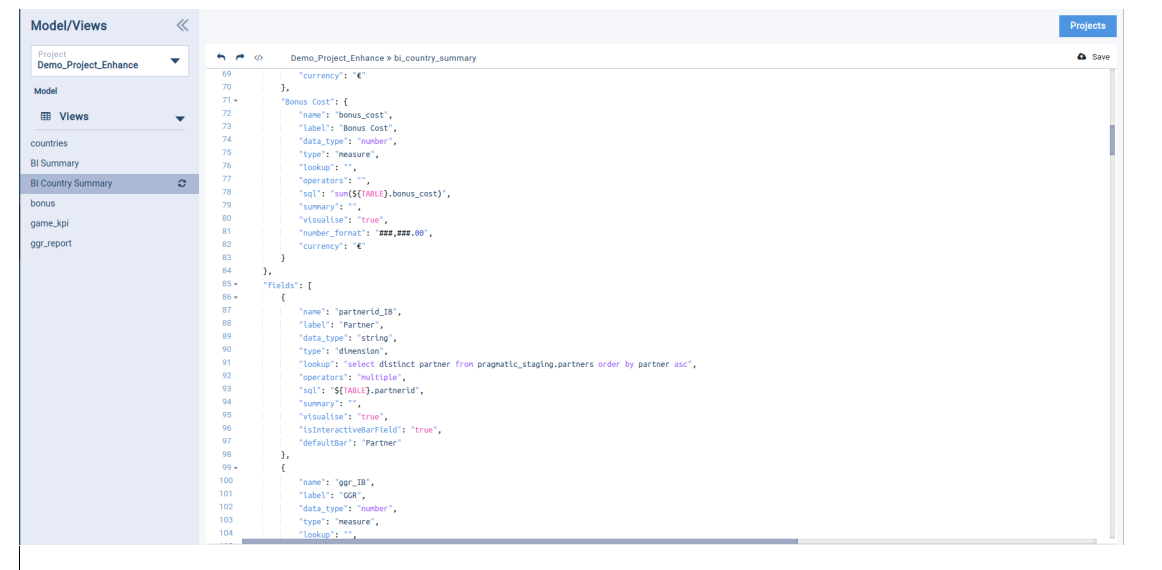 Model/Views
Projects
Project
Demo_Project_Enhance
Model
Views
countries
BI Summary
BI Country Summary
bonus
game_kpi
ggr_report
</> Demo_Project_Enhance » bi_country_summary Save
69 "currency": "€"
70 },
71 "Bonus Cost": {
72 "name": "bonus_cost",
73 "label": "Bonus Cost",
74 "data_type": "number",
75 "type": "measure",
76 "lookup": "",
77 "operators": "",
78 "sql": "sum(${TABLE}.bonus_cost)",
79 "summary": "",
80 "visualise": "true",
81 "number_format": "###,###.00",
82 "currency": "€"
83 }
84 },
85 "fields": [
86 {
87 "name": "partnerid_IB",
88 "label": "Partner",
89 "data_type": "string",
90 "type": "dimension",
91 "lookup": "select distinct partner from pragmatic_staging.partners order by partner asc",
92 "operators": "multiple",
93 "sql": "${TABLE}.partnerid",
94 "summary": "",
95 "visualise": "true",
96 "isInteractiveBarField": "true",
97 "defaultBar": "Partner"
98 },
99 {
100 "name": "ggr_IB",
101 "label": "GGR",
102 "data_type": "number",
103 "type": "measure",
104 "lookup": "",